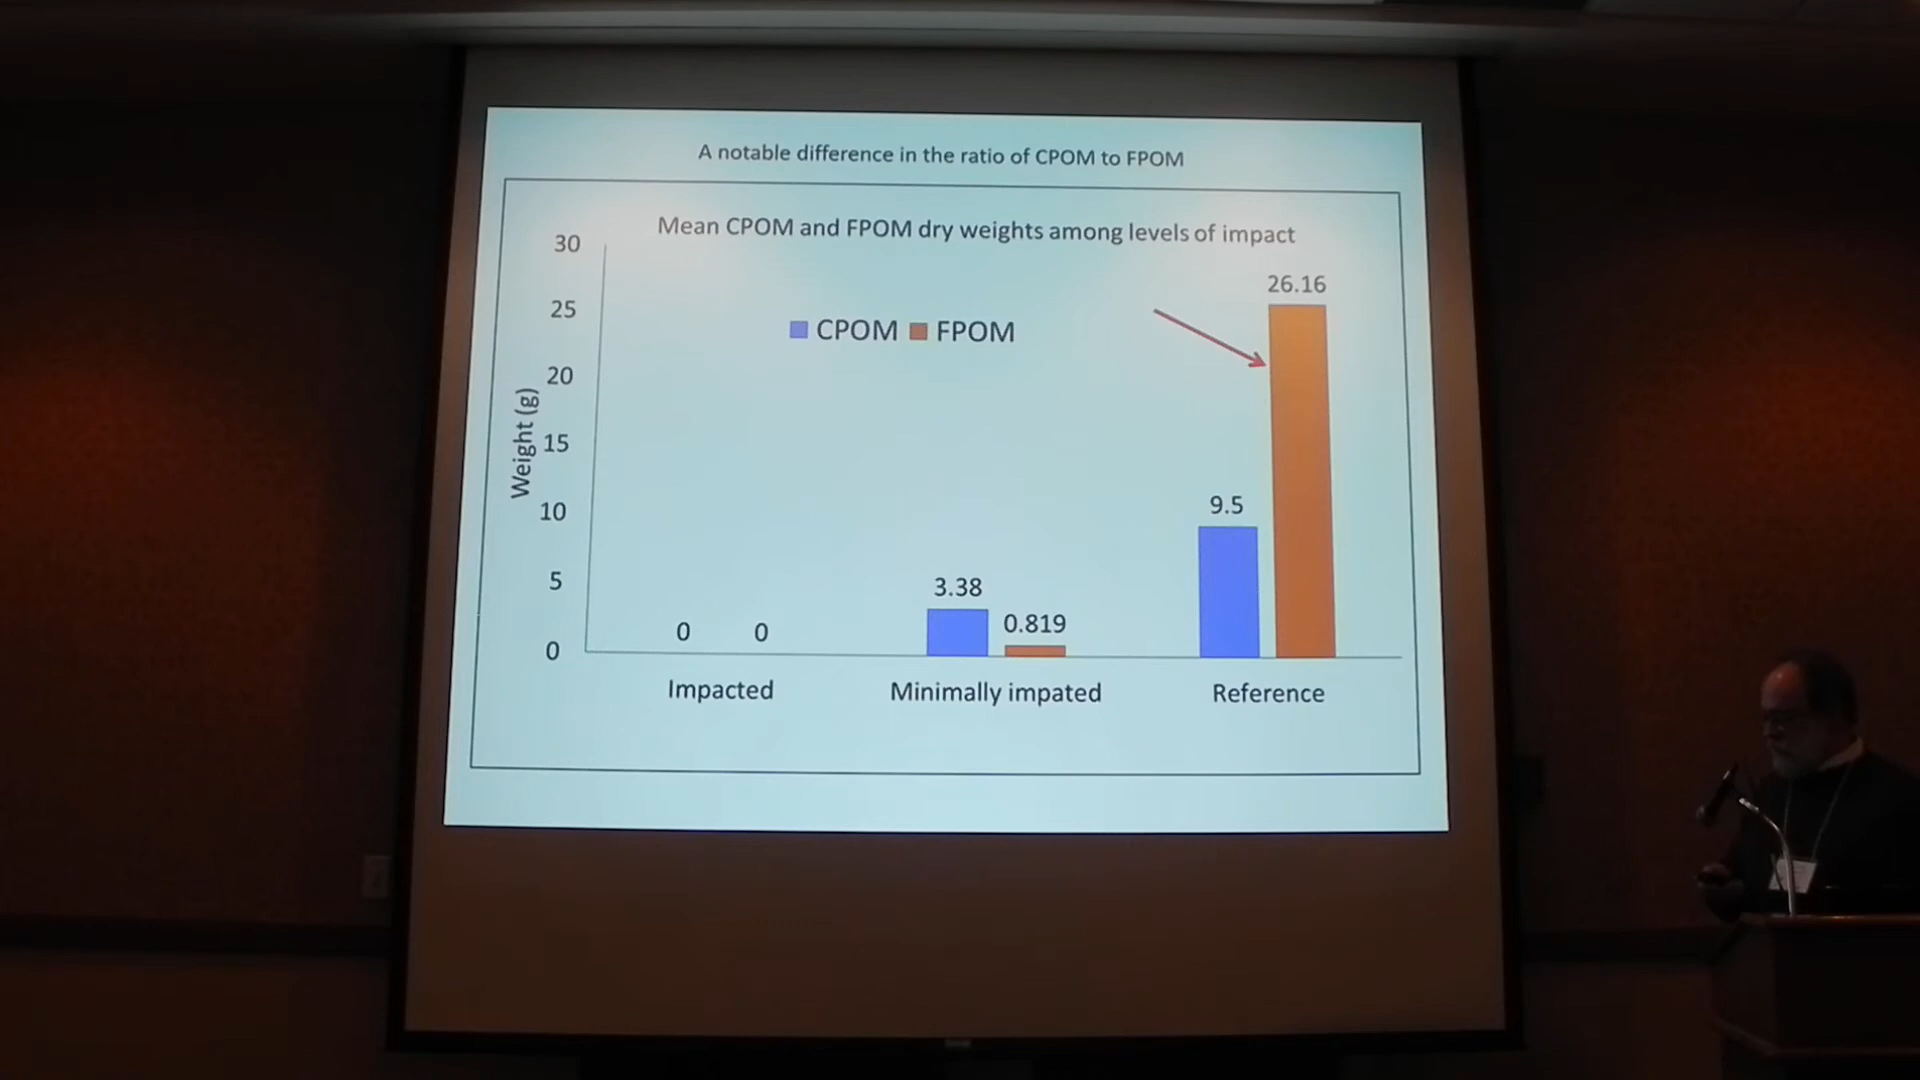 A notable difference in the ratio of CPOM to FPOM
Mean CPOM and FPOM dry weights among levels of impact
30
25
20
15
10
5
0
Weight (g)
CPOM FPOM
0 0
3.38
0.819
9.5
26.16
Impacted Minimally impated Reference